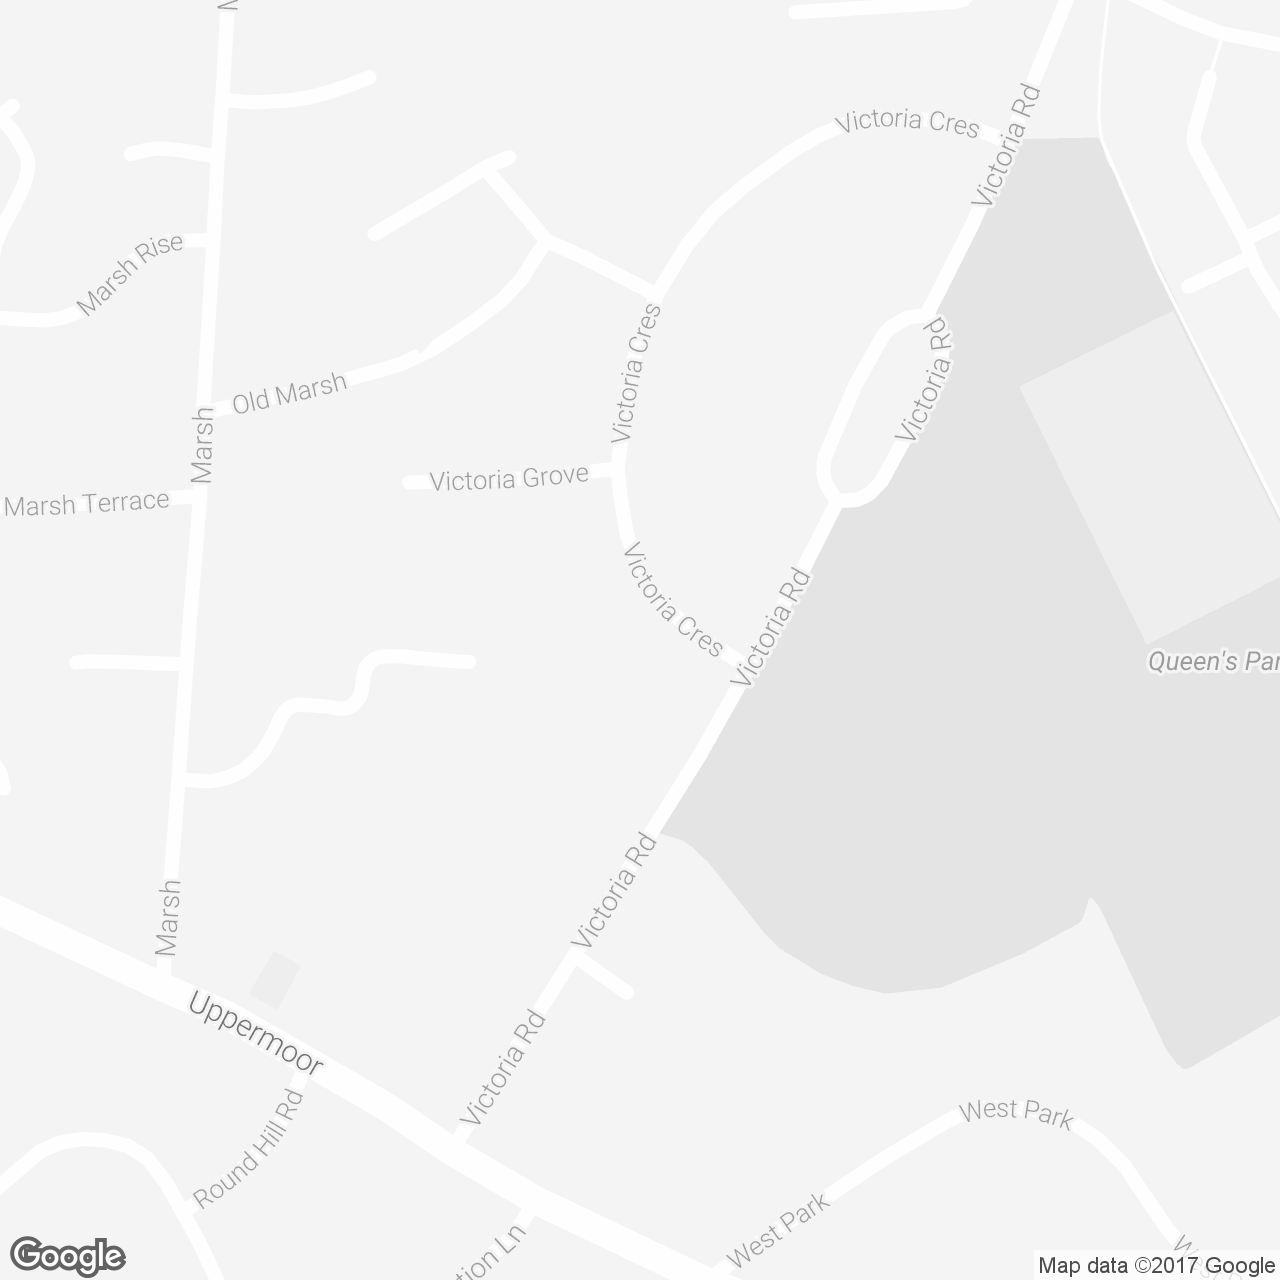 Victoria Cres
Victoria Rd
Marsh Rise
Victoria Cres
Victoria Rd
Old Marsh
Marsh
Victoria Grove
Marsh Terrace
Victoria Cres
Victoria Rd
Queen's Par
Victoria Rd
Marsh
Uppermoor
Victoria Rd
Round Hill Rd
West Park
West Park
tion Ln
Google
Map data ©2017 Google